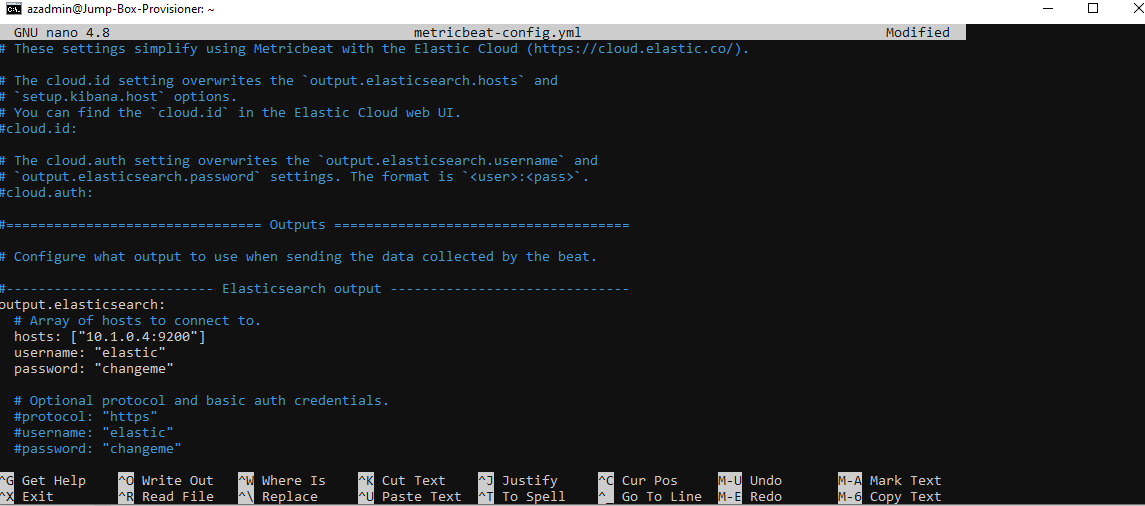 azadmin@Jump-Box-Provisioner: ~
GNU nano 4.8 metricbeat-config.yml Modified
# These settings simplify using Metricbeat with the Elastic Cloud (https://cloud.elastic.co/).
# The cloud.id setting overwrites the `output.elasticsearch.hosts` and
# `setup.kibana.host` options.
# You can find the `cloud.id` in the Elastic Cloud web UI.
#cloud.id:
# The cloud.auth setting overwrites the `output.elasticsearch.username` and
# `output.elasticsearch.password` settings. The format is `<user>:<pass>`.
#cloud.auth:
#================================ Outputs =====================================
# Configure what output to use when sending the data collected by the beat.
#-------------------------- Elasticsearch output ------------------------------
output.elasticsearch:
# Array of hosts to connect to.
hosts: ["10.1.0.4:9200"]
username: "elastic"
password: "changeme"
# Optional protocol and basic auth credentials.
#protocol: "https"
#username: "elastic"
#password: "changeme"
^G Get Help ^O Write Out ^W Where Is ^K Cut Text ^J Justify ^C Cur Pos M-U Undo M-A Mark Text
^X Exit ^R Read File ^\ Replace ^U Paste Text ^T To Spell ^_ Go To Line M-E Redo M-6 Copy Text